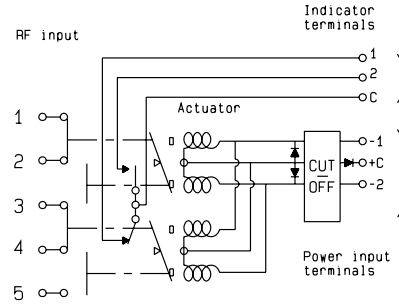 Indicator
terminals
RF input
1
2
C
Actuator
1
2
3
4
5
-1
+C
-2
CUT
OFF
Power input
terminals